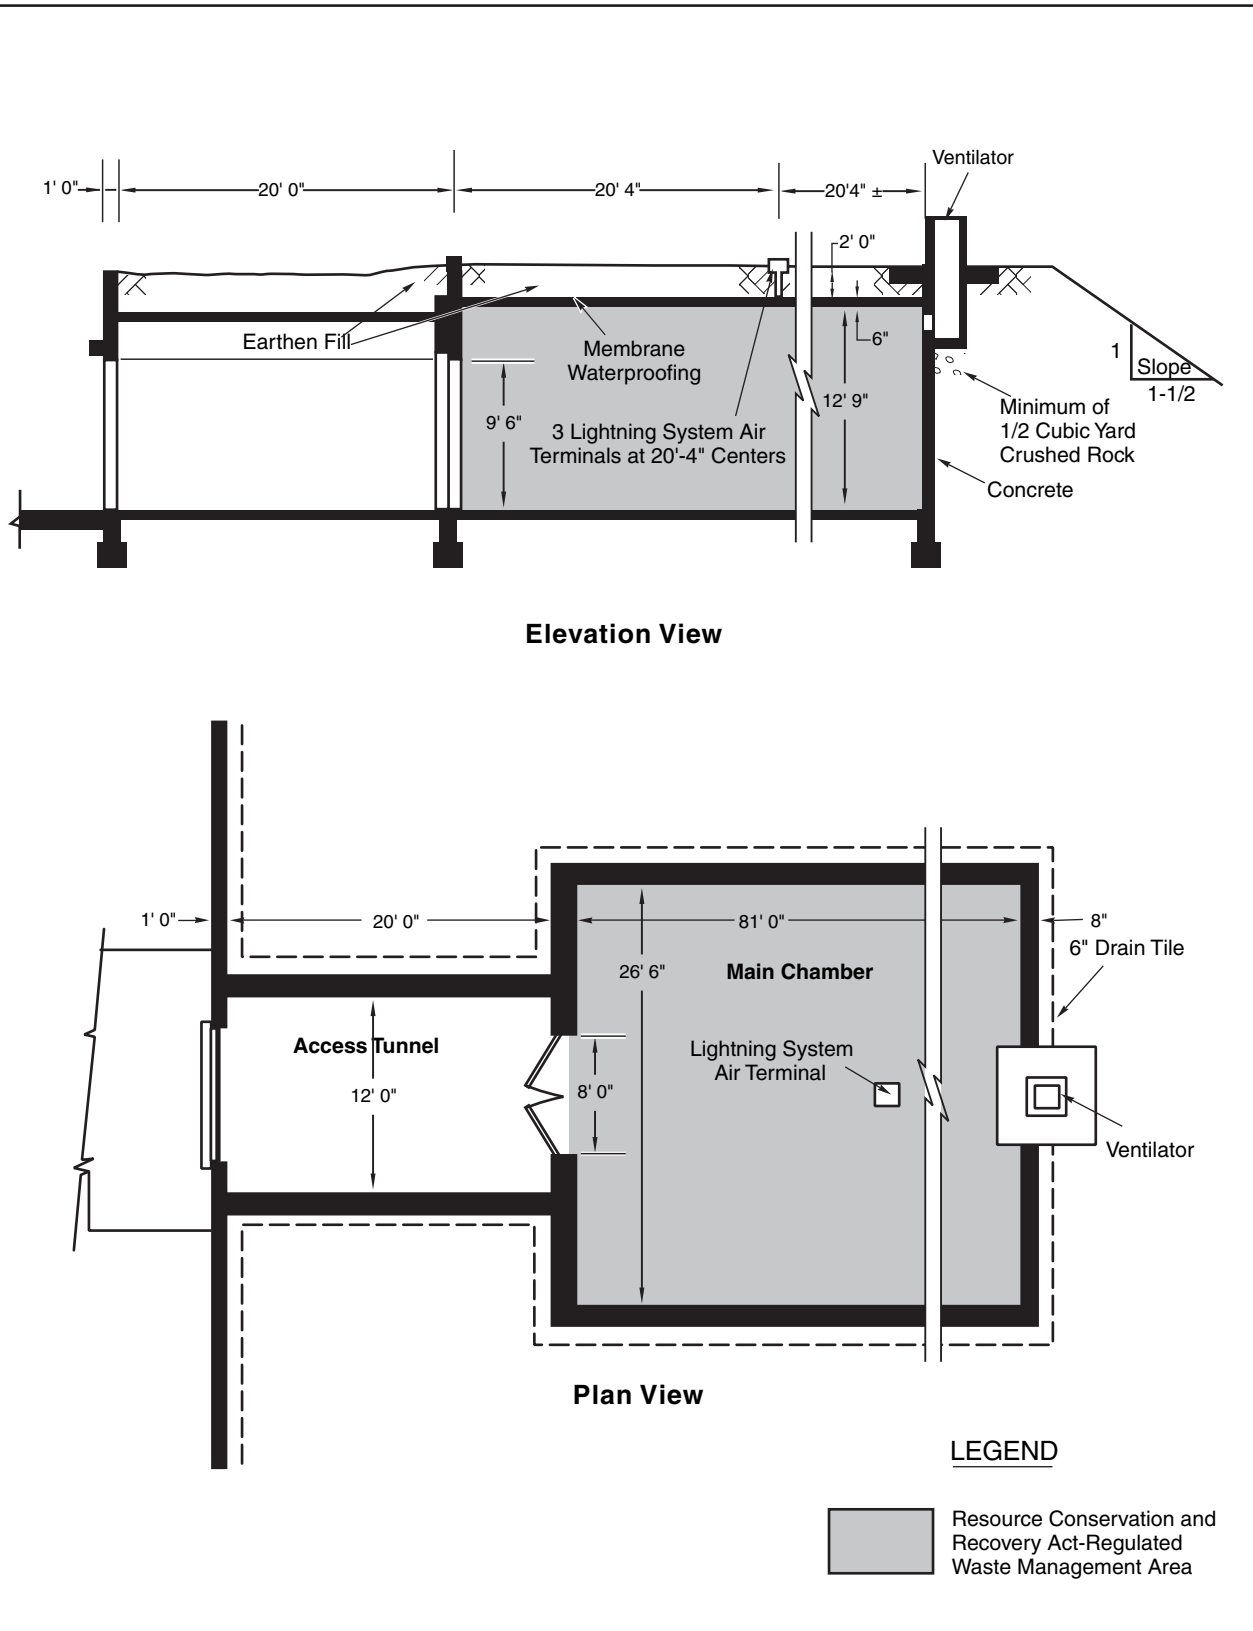 Ventilator
1' 0"
20' 0"
20' 4"
20'4" ±
2' 0"
Earthen Fill
6"
Membrane
Waterproofing
1
Slope
1-1/2
12' 9"
9' 6"
3 Lightning System Air
Terminals at 20'-4" Centers
Minimum of
1/2 Cubic Yard
Crushed Rock
Concrete
Elevation View
1' 0"
20' 0"
81' 0"
8"
6" Drain Tile
26' 6"
Main Chamber
Access Tunnel
Lightning System
Air Terminal
12' 0"
8' 0"
Ventilator
Plan View
LEGEND
Resource Conservation and
Recovery Act-Regulated
Waste Management Area